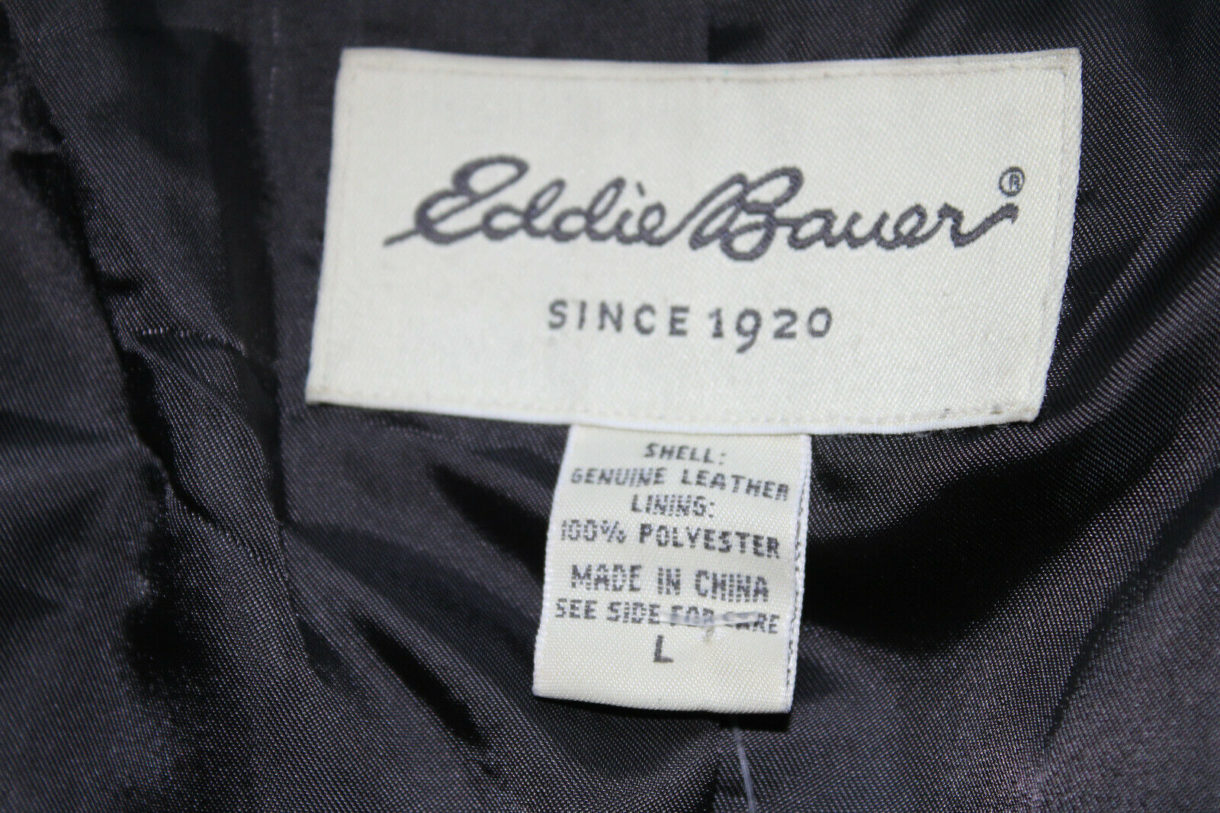 Eddie Bauer ®
SINCE 1920
SHELL:
GENUINE LEATHER
LINING:
100% POLYESTER
MADE IN CHINA
SEE SIDE FOR CARE
L